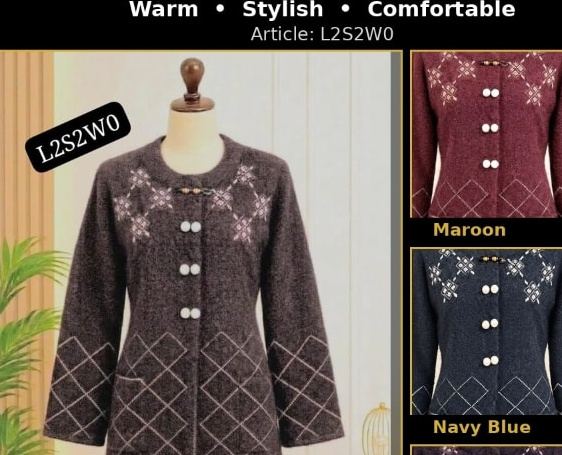 Warm • Stylish • Comfortable
Article: L2S2W0
L2S2W0
Maroon
Navy Blue